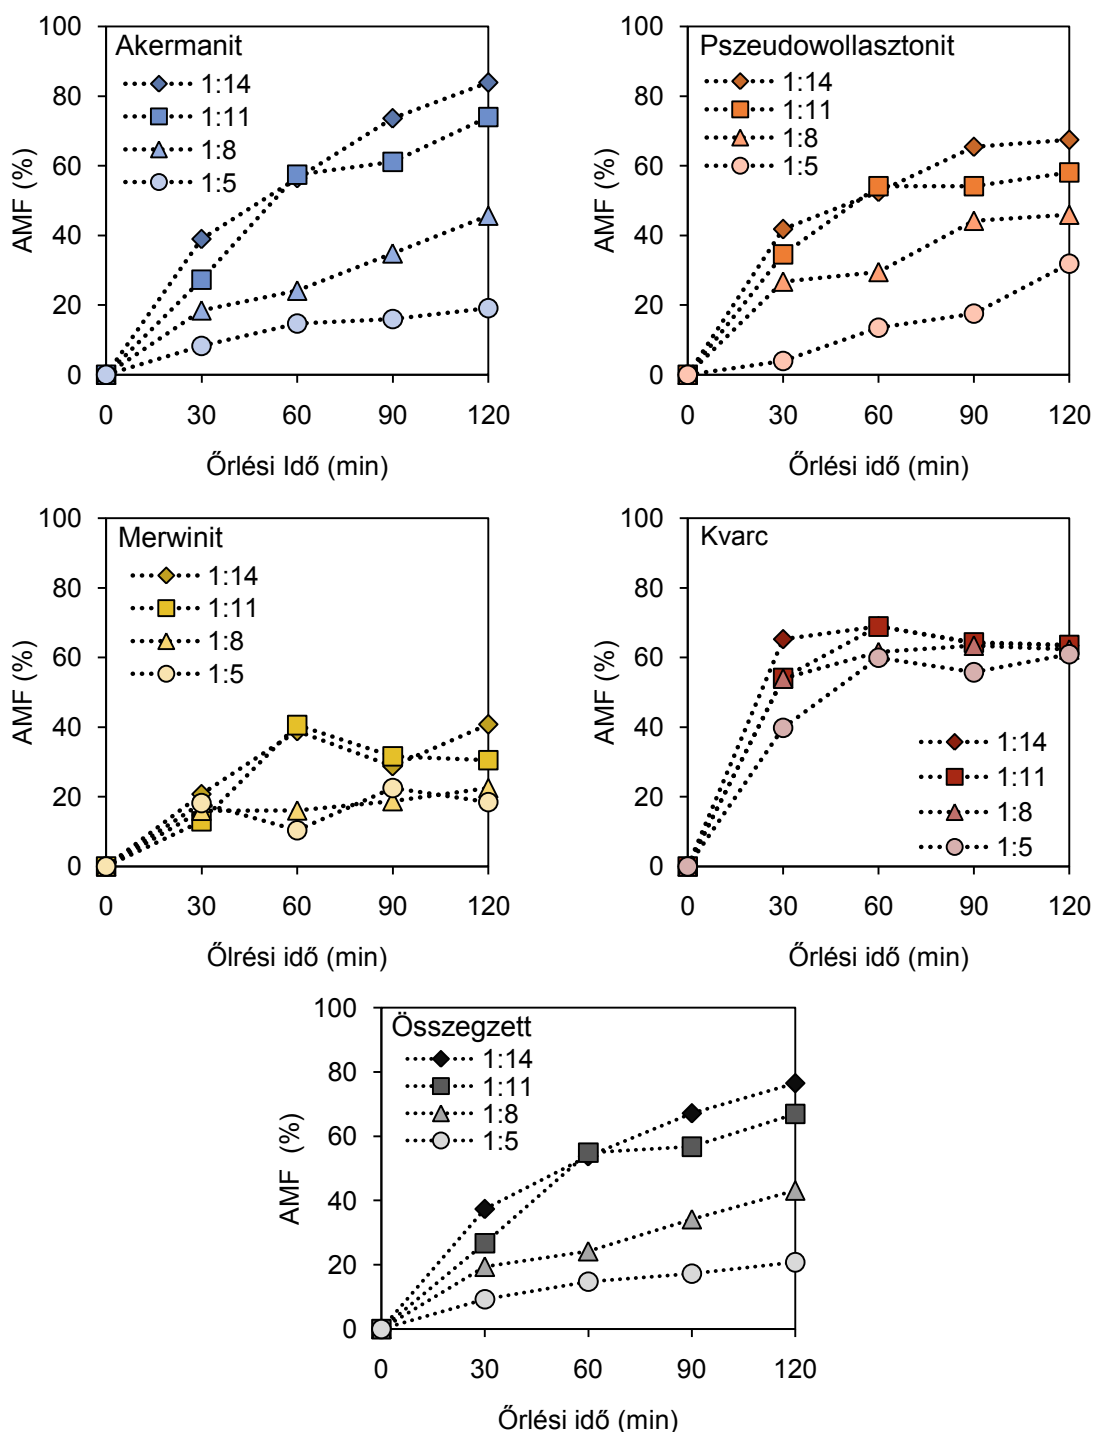 Akermanit
1:14
1:11
1:8
1:5
AMF (%)
100
80
60
40
20
0
0 30 60 90 120
Őrlési Idő (min)
Pszeudowollasztonit
1:14
1:11
1:8
1:5
AMF (%)
100
80
60
40
20
0
0 30 60 90 120
Őrlési idő (min)
Merwinit
1:14
1:11
1:8
1:5
AMF (%)
100
80
60
40
20
0
0 30 60 90 120
Őlrési idő (min)
Kvarc
1:14
1:11
1:8
1:5
AMF (%)
100
80
60
40
20
0
0 30 60 90 120
Őrlési idő (min)
Összegzett
1:14
1:11
1:8
1:5
AMF (%)
100
80
60
40
20
0
0 30 60 90 120
Őrlési idő (min)